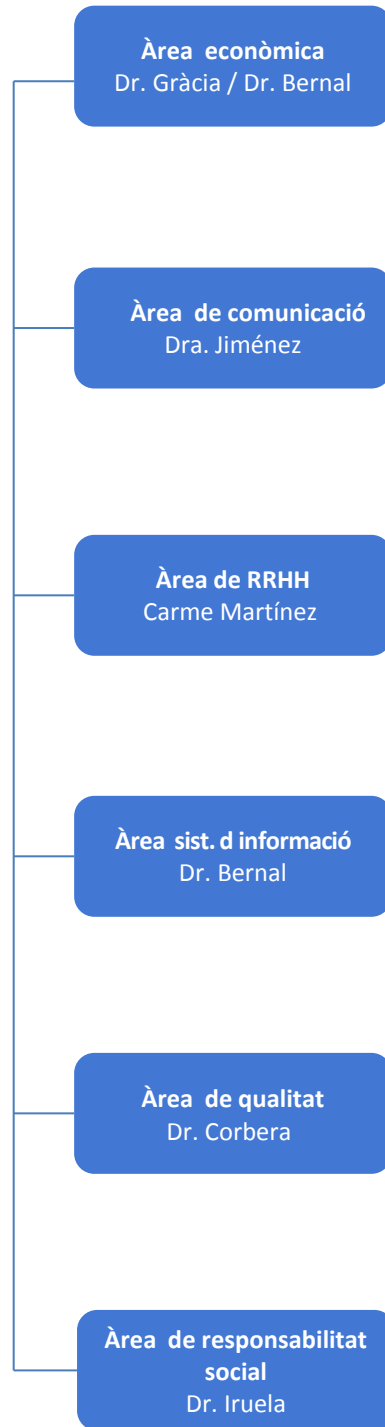 Àrea econòmica
Dr. Gràcia / Dr. Bernal
Àrea de comunicació
Dra. Jiménez
Àrea de RRHH
Carme Martínez
Àrea sist. d informació
Dr. Bernal
Àrea de qualitat
Dr. Corbera
Àrea de responsabilitat
social
Dr. Iruela